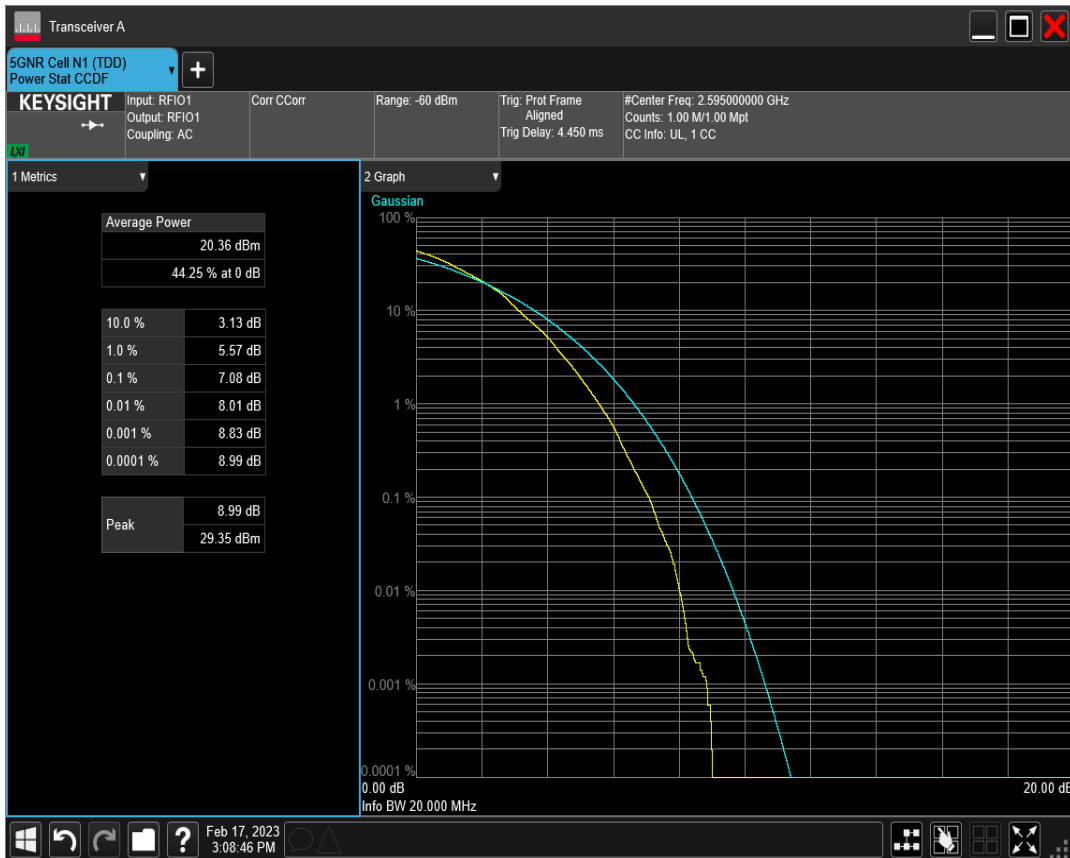 Transceiver A
5GNR Cell N1 (TDD)
Power Stat CCDF
KEYSIGHT
LXI
Input: RFIO1
Output: RFIO1
Coupling: AC
Corr CCorr
Range: -60 dBm
Trig: Prot Frame
Aligned
Trig Delay: 4.450 ms
#Center Freq: 2.595000000 GHz
Counts: 1.00 M/1.00 Mpt
CC Info: UL, 1 CC
1 Metrics
Average Power
20.36 dBm
44.25 % at 0 dB
10.0 % 3.13 dB
1.0 % 5.57 dB
0.1 % 7.08 dB
0.01 % 8.01 dB
0.001 % 8.83 dB
0.0001 % 8.99 dB
Peak
8.99 dB
29.35 dBm
2 Graph
Gaussian
100 %
10 %
1 %
0.1 %
0.01 %
0.001 %
0.0001 %
0.00 dB
20.00 dB
Info BW 20.000 MHz
?
Feb 17, 2023
3:08:46 PM